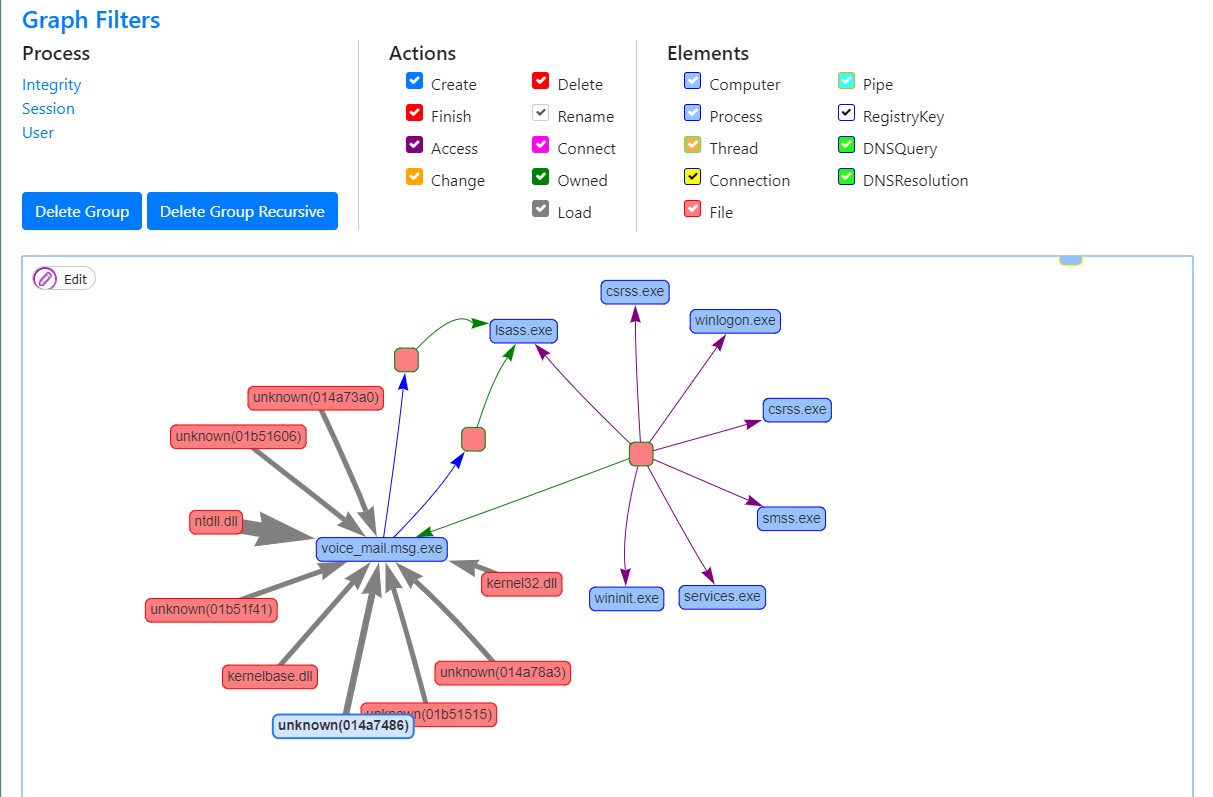 Graph Filters
Process
Integrity
Session
User
Delete Group
Delete Group Recursive
Actions
Create
Finish
Access
Change
Delete
Rename
Connect
Owned
Load
Elements
Computer
Process
Thread
Connection
File
Pipe
RegistryKey
DNSQuery
DNSResolution
Edit
csrss.exe
winlogon.exe
lsass.exe
unknown(014a73a0)
csrss.exe
unknown(01b51606)
ntdll.dll
smss.exe
voice_mail.msg.exe
kernel32.dll
wininit.exe
services.exe
unknown(01b51f41)
kernelbase.dll
unknown(014a78a3)
unknown(01b51515)
unknown(014a7486)